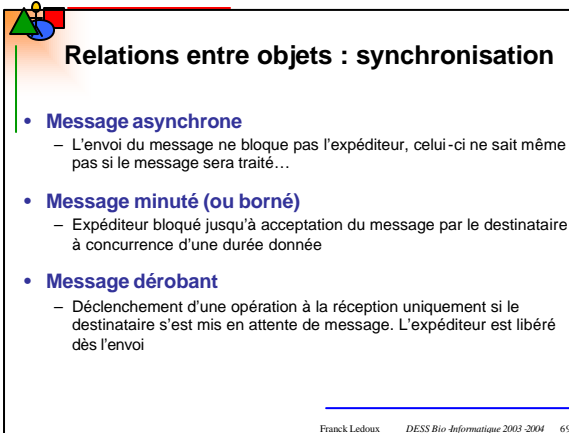 Relations entre objets : synchronisation
• Message asynchrone
– L'envoi du message ne bloque pas l'expéditeur, celui-ci ne sait même
pas si le message sera traité…
• Message minuté (ou borné)
– Expéditeur bloqué jusqu'à acceptation du message par le destinataire
à concurrence d'une durée donnée
• Message dérobant
– Déclenchement d'une opération à la réception uniquement si le
destinataire s'est mis en attente de message. L'expéditeur est libéré
dès l'envoi
Franck Ledoux DESS Bio-Informatique 2003-2004 69